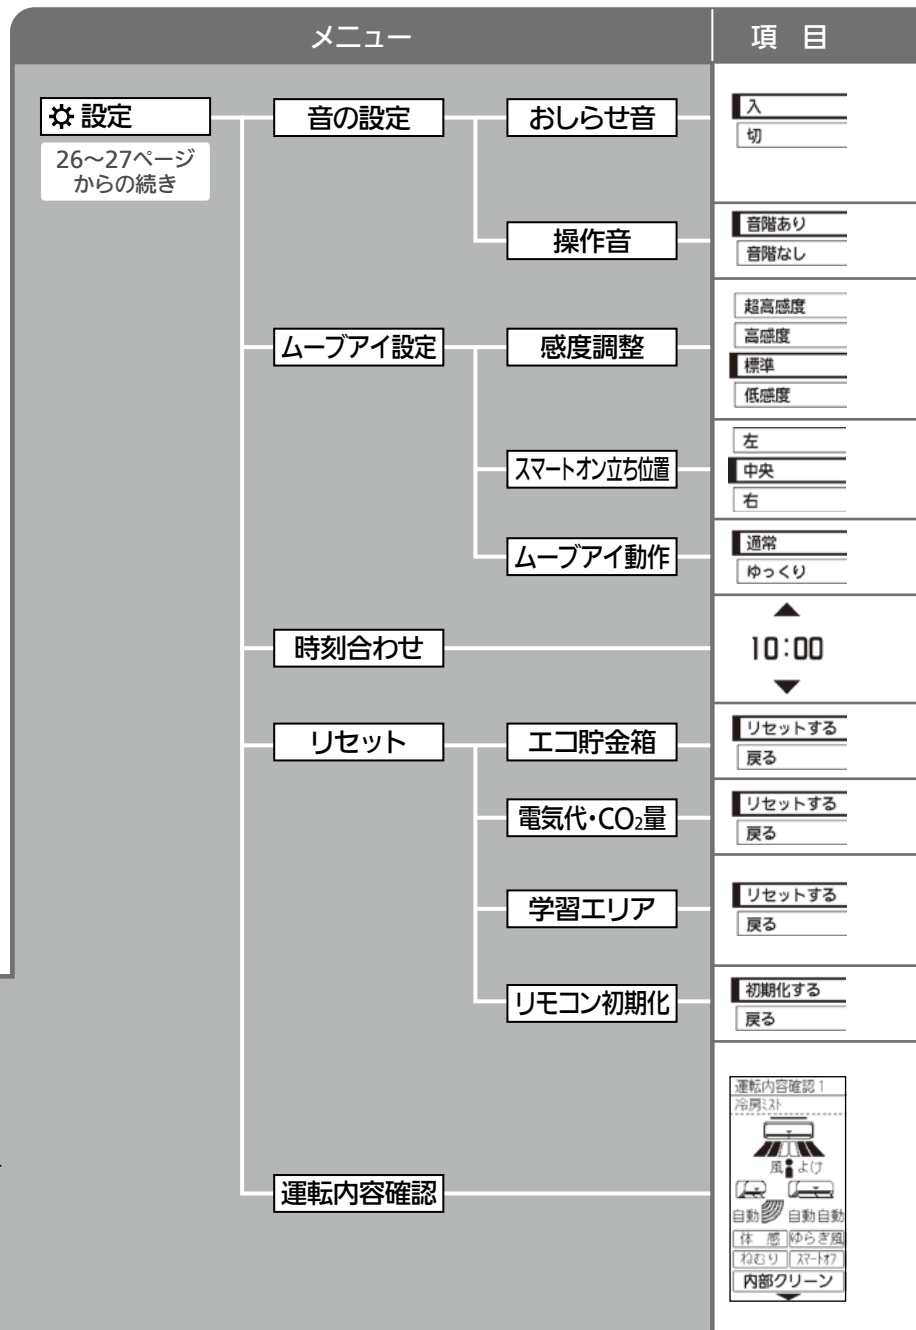 メニュー
項 目
設定
26〜27ページ
からの続き
音の設定
おしらせ音
入
切
操作音
音階あり
音階なし
ムーブアイ設定
感度調整
超高感度
高感度
標準
低感度
スマートオン立ち位置
左
中央
右
ムーブアイ動作
通常
ゆっくり
時刻合わせ
10:00
リセット
エコ貯金箱
リセットする
戻る
電気代・CO₂量
リセットする
戻る
学習エリア
リセットする
戻る
リモコン初期化
初期化する
戻る
運転内容確認
運転内容確認1
冷房ミスト
風よけ
自動 自動自動
体 感 ゆらぎ風
ねむり スマートオフ
内部クリーン